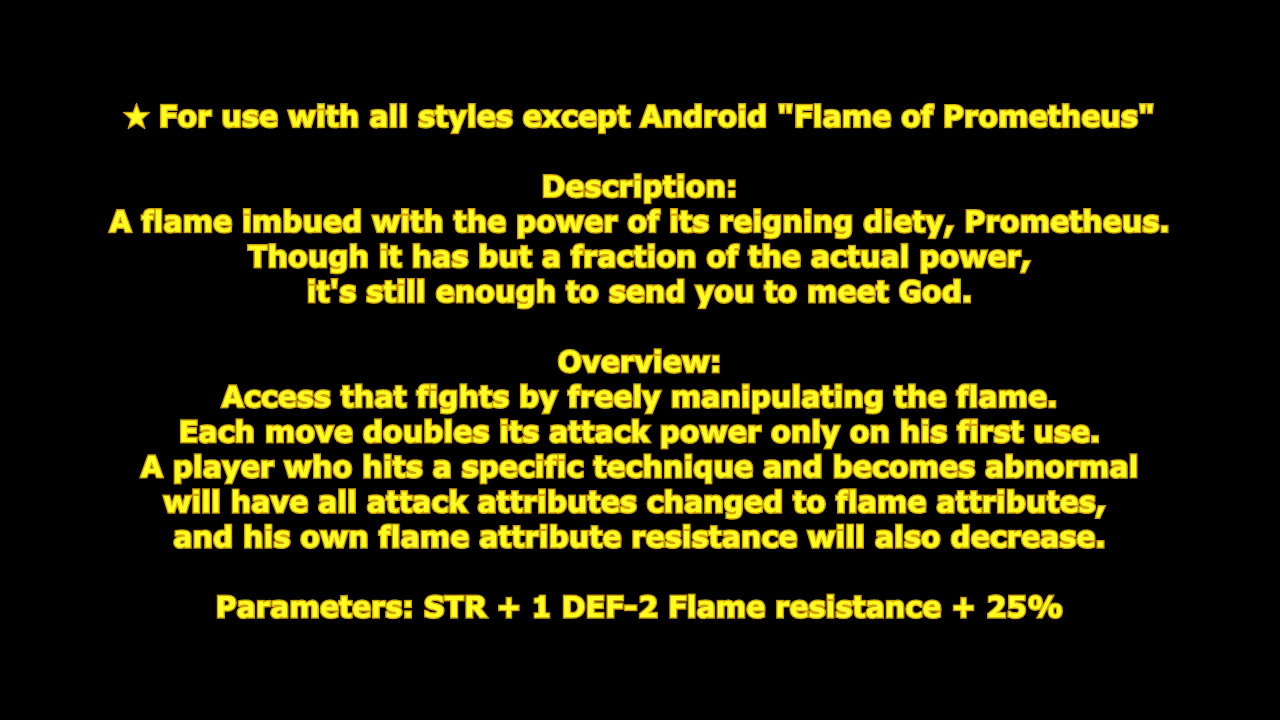 ★ For use with all styles except Android "Flame of Prometheus"
Description:
A flame imbued with the power of its reigning diety, Prometheus.
Though it has but a fraction of the actual power,
it's still enough to send you to meet God.
Overview:
Access that fights by freely manipulating the flame.
Each move doubles its attack power only on his first use.
A player who hits a specific technique and becomes abnormal
will have all attack attributes changed to flame attributes,
and his own flame attribute resistance will also decrease.
Parameters: STR + 1 DEF-2 Flame resistance + 25%